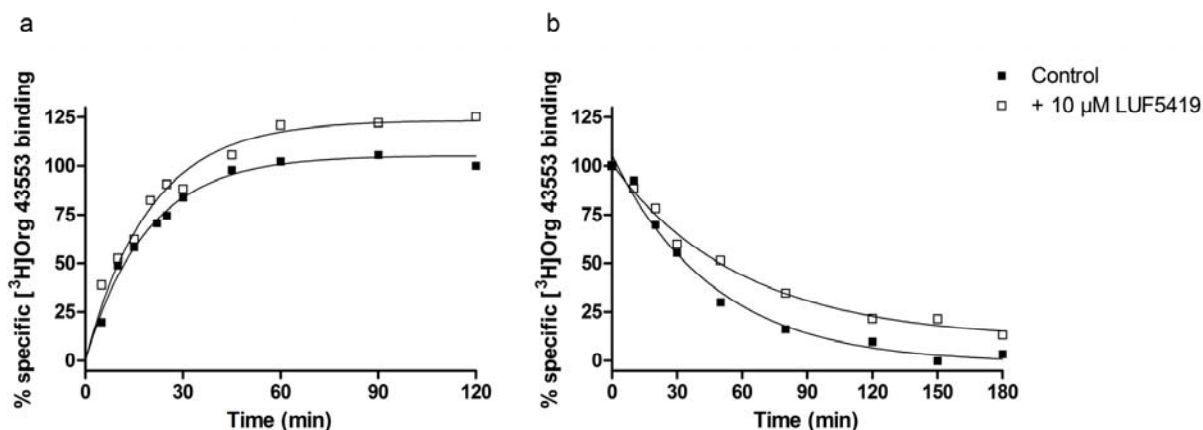 a
b
% specific [³H]Org 43553 binding
125
100
75
50
25
0
0 30 60 90 120
Time (min)
% specific [³H]Org 43553 binding
125
100
75
50
25
0
0 30 60 90 120 150 180
Time (min)
Control
+ 10 µM LUF5419